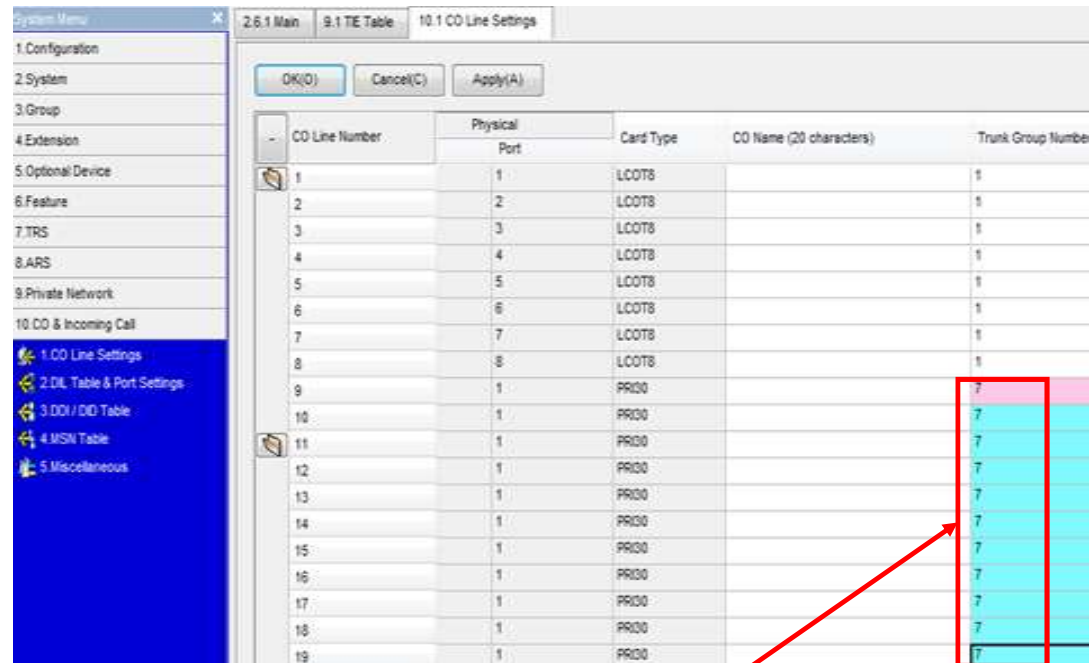 System Menu X 2.6.1 Main 9.1 TIE Table 10.1 CO Line Settings
1.Configuration
2.System
3.Group
4.Extension
5.Optional Device
6.Feature
7.TRS
8.ARS
9.Private Network
10.CO & Incoming Call
1.CO Line Settings
2.DIL Table & Port Settings
3.DDI / DID Table
4.MSN Table
5.Miscellaneous
OK(O) Cancel(C) Apply(A)
- CO Line Number Physical Port Card Type CO Name (20 characters) Trunk Group Number
1 1 LCOT8 1
2 2 LCOT8 1
3 3 LCOT8 1
4 4 LCOT8 1
5 5 LCOT8 1
6 6 LCOT8 1
7 7 LCOT8 1
8 8 LCOT8 1
9 1 PRI30 7
10 1 PRI30 7
11 1 PRI30 7
12 1 PRI30 7
13 1 PRI30 7
14 1 PRI30 7
15 1 PRI30 7
16 1 PRI30 7
17 1 PRI30 7
18 1 PRI30 7
19 1 PRI30 7